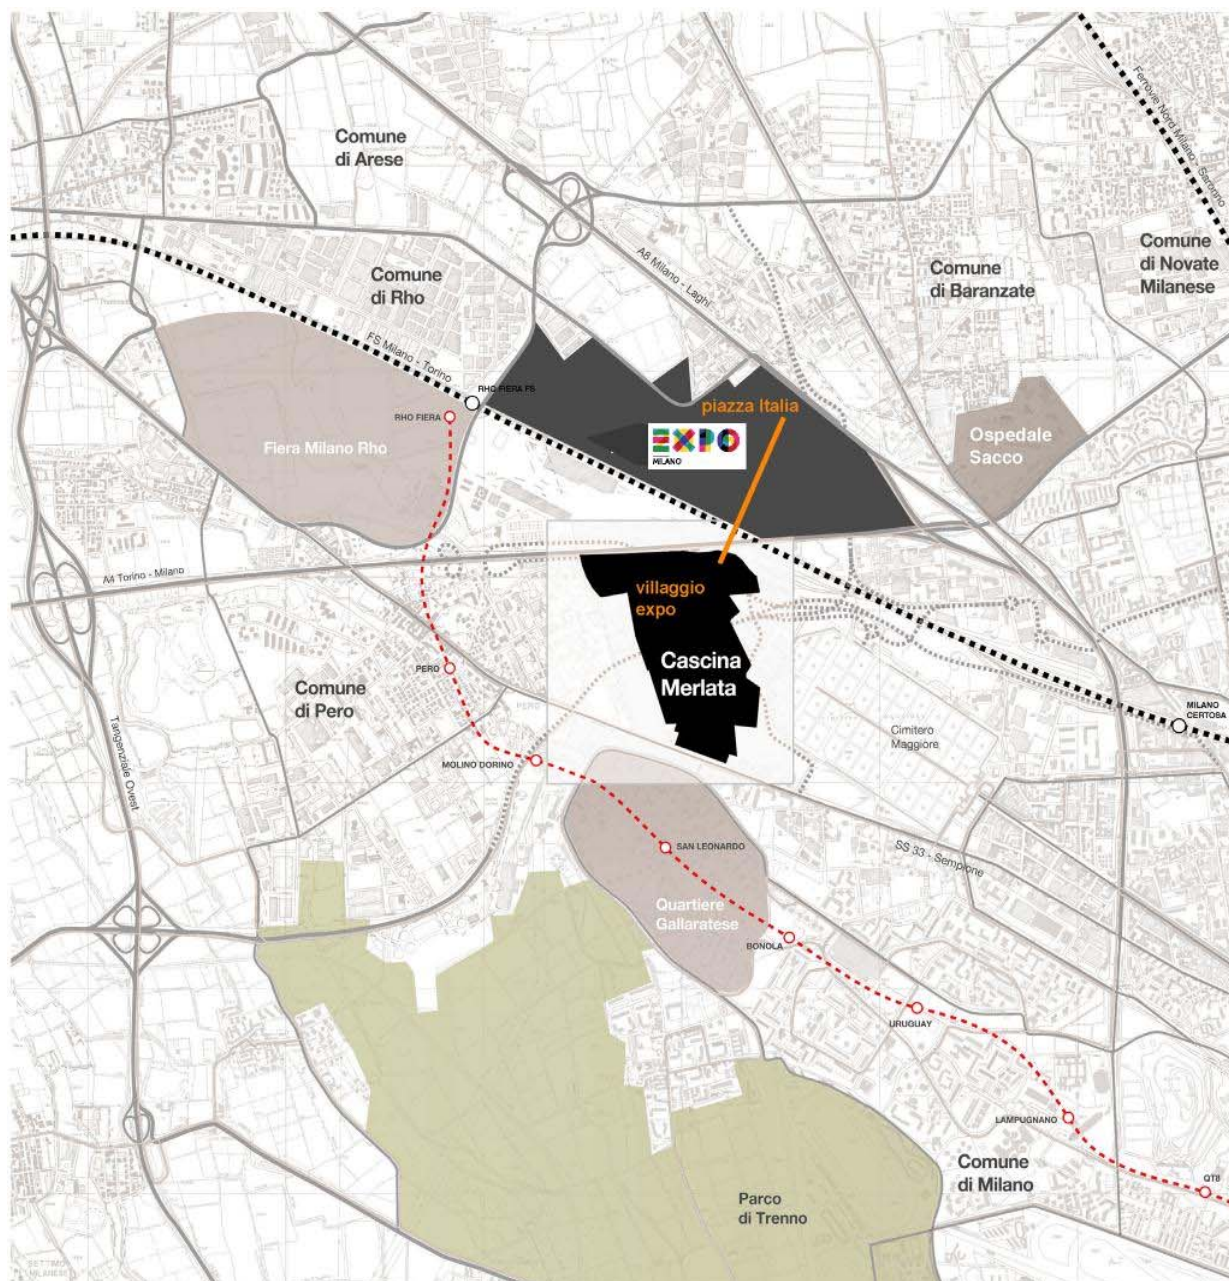 Comune
di Arese
Ferrovie Nord Milano - Saronno
Comune
di Rho
A8 Milano - Laghi
Comune
di Baranzate
Comune
di Novate
Milanese
FS Milano - Torino
RHO FIERA FS
RHO FIERA
piazza Italia
EXPO
MILANO
Fiera Milano Rho
Ospedale
Sacco
A4 Torino - Milano
villaggio
expo
Cascina
Merlata
PERO
Comune
di Pero
PERO
Tangenziale Ovest
MILANO
CERTOSA
Cimitero
Maggiore
MOLINO DORINO
SAN LEONARDO
SS 33 - Sempione
Quartiere
Gallaratese
BONOLA
URUGUAY
LAMPUGNANO
Comune
di Milano
QT8
Parco
di Trenno
SETTIMO
MILANESE